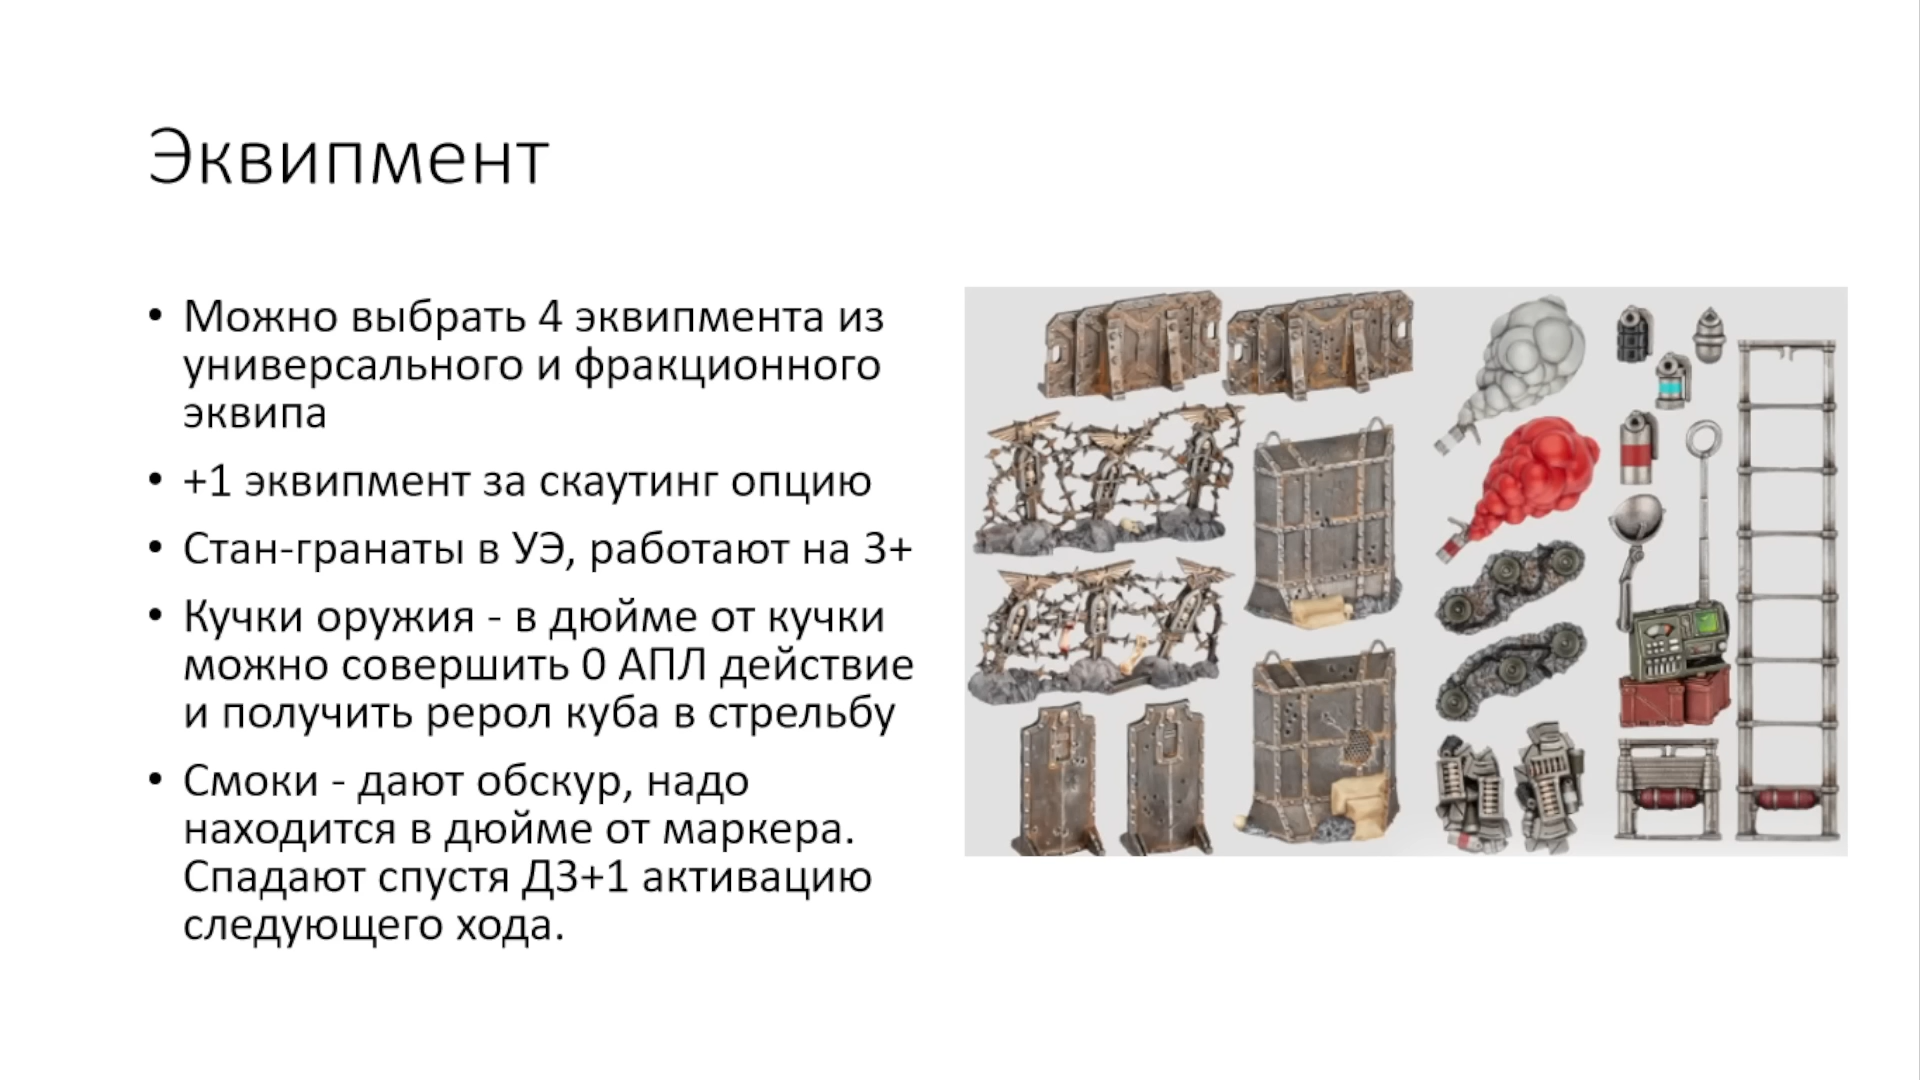 Эквипмент
• Можно выбрать 4 эквипмента из
универсального и фракционного
эквипа
• +1 эквипмент за скаутинг опцию
• Стан-гранаты в УЭ, работают на 3+
• Кучки оружия - в дюйме от кучки
можно совершить 0 АПЛ действие
и получить рерол куба в стрельбу
• Смоки - дают обскур, надо
находится в дюйме от маркера.
Спадают спустя Д3+1 активацию
следующего хода.